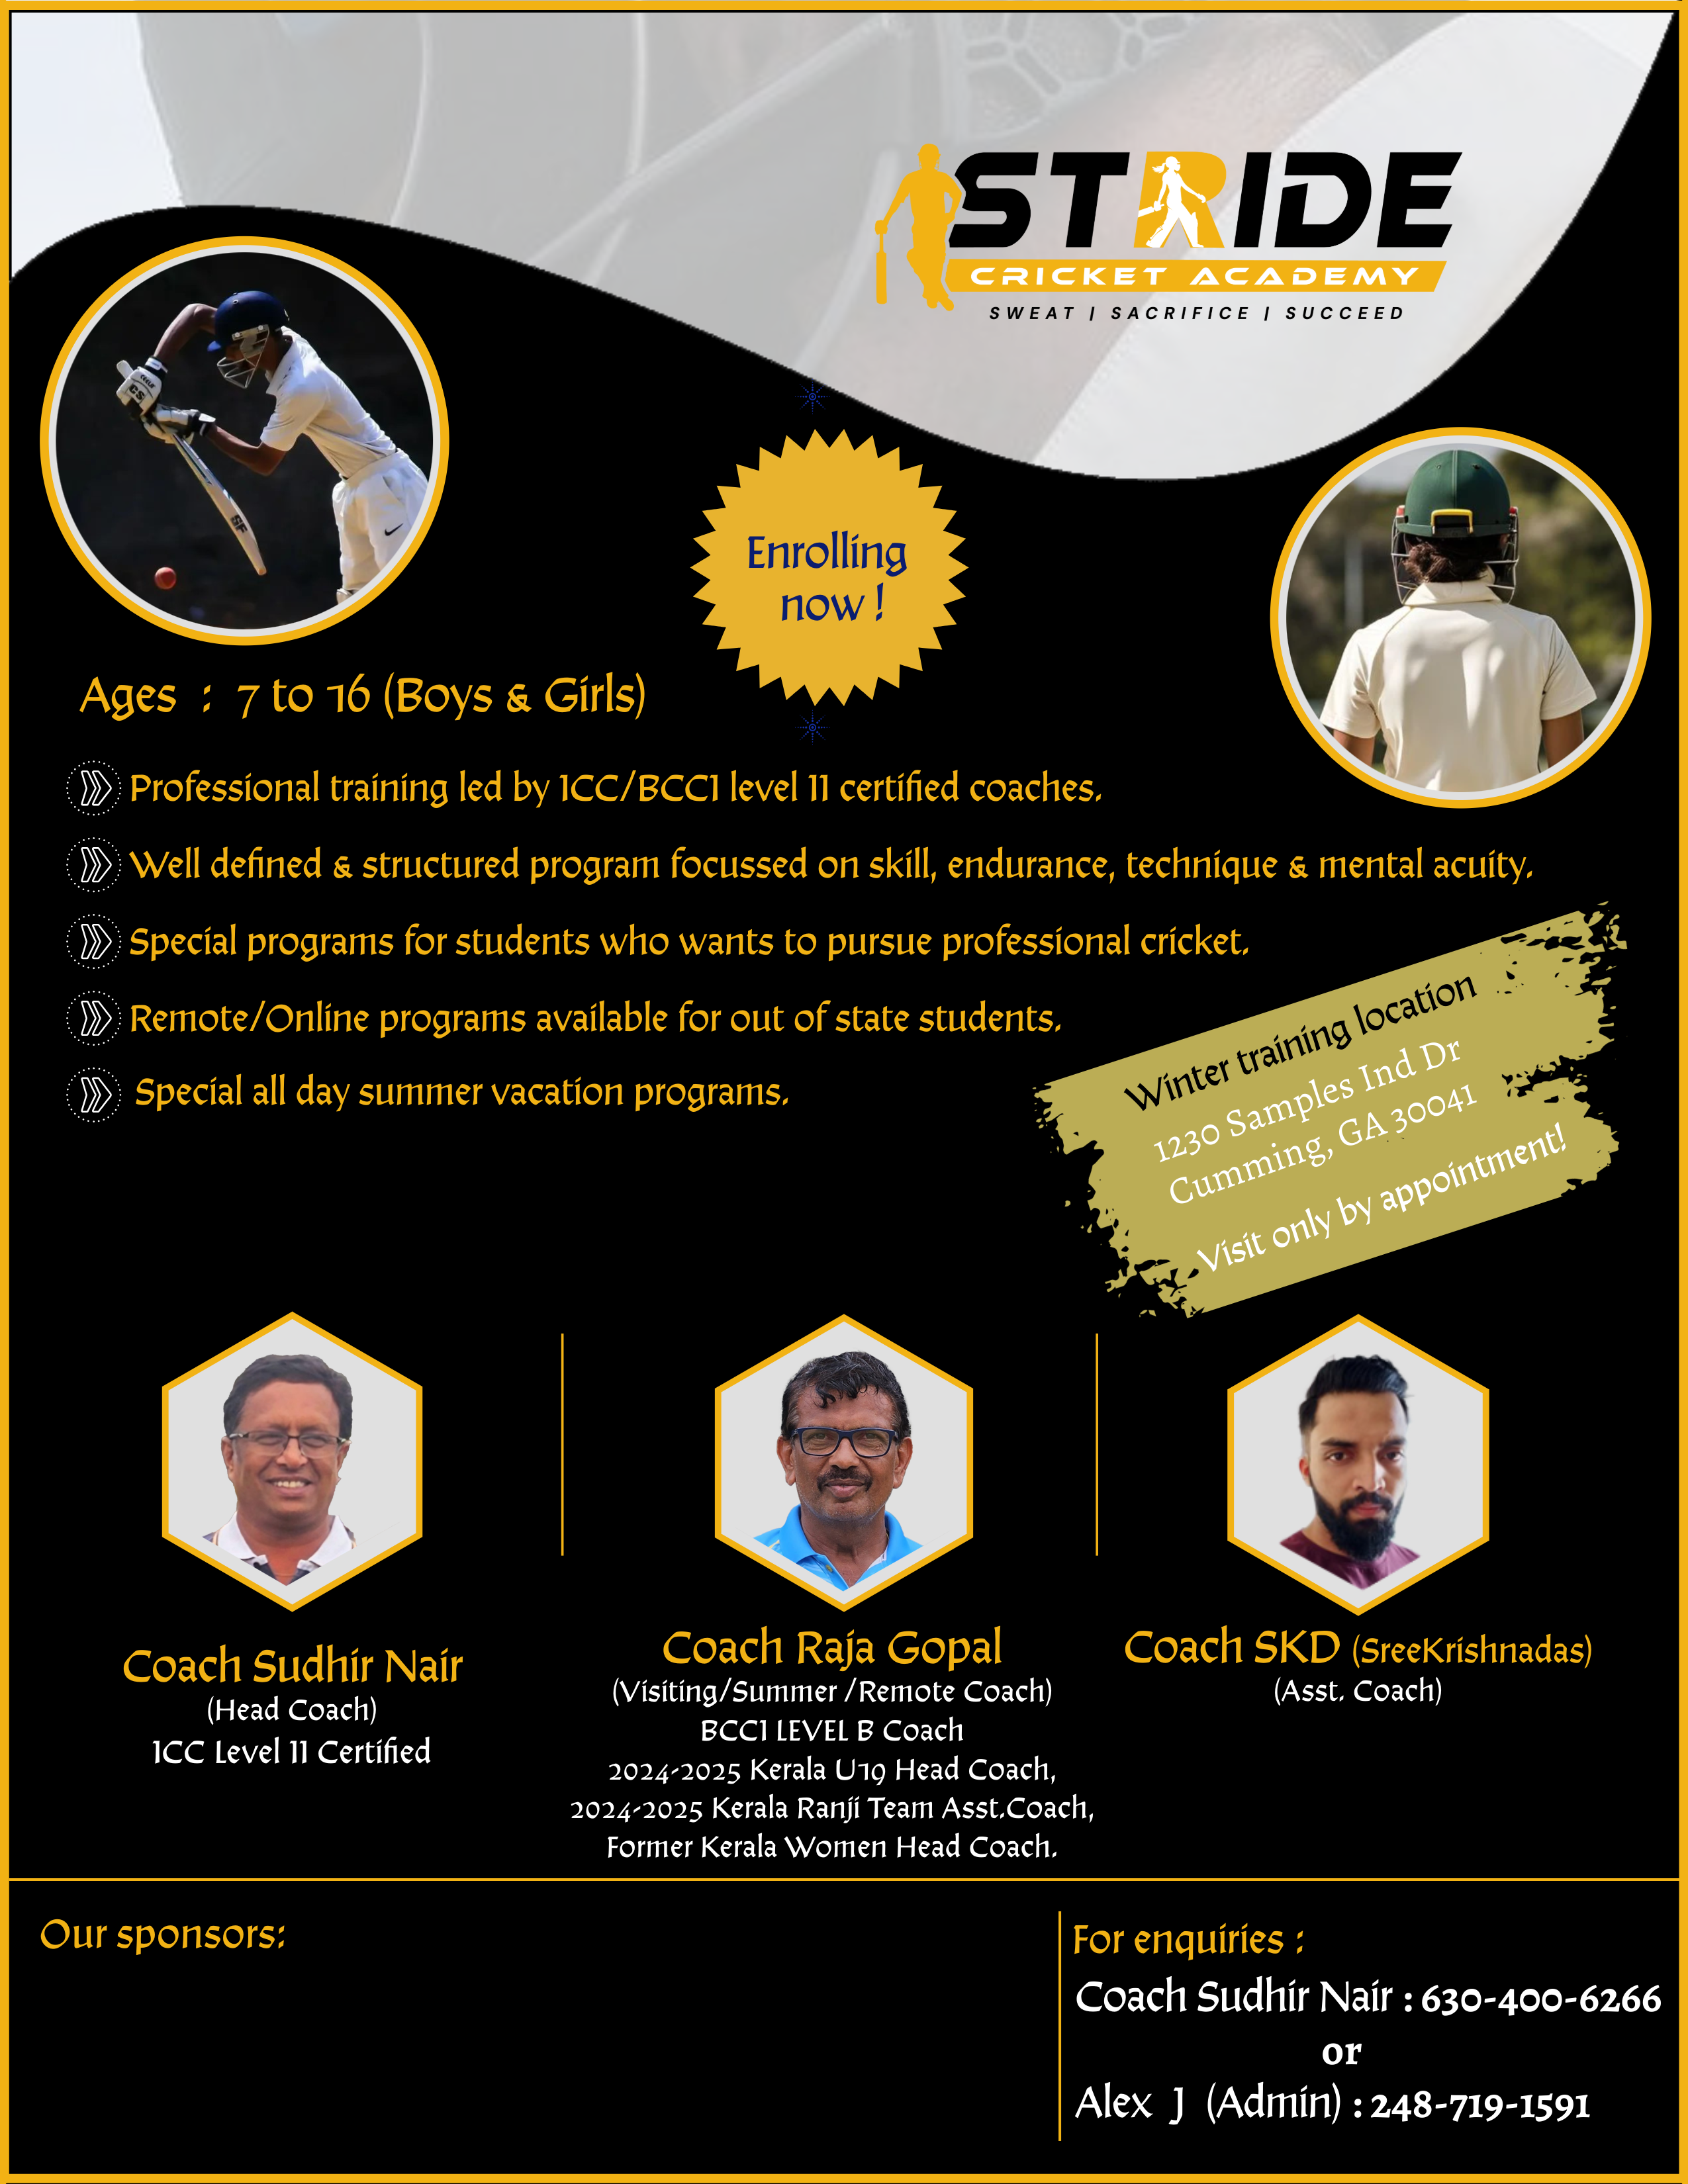 STRIDE
CRICKET ACADEMY
SWEAT | SACRIFICE | SUCCEED
Enrolling
now !
Ages : 7 to 16 (Boys & Girls)
Professional training led by ICC/BCCI level II certified coaches.
Well defined & structured program focussed on skill, endurance, technique & mental acuity.
Special programs for students who wants to pursue professional cricket.
Remote/Online programs available for out of state students.
Special all day summer vacation programs.
Winter training location
1230 Samples Ind Dr
Cumming, GA 30041
Visit only by appointment!
Coach Sudhir Nair
(Head Coach)
ICC Level II Certified
Coach Raja Gopal
(Visiting/Summer /Remote Coach)
BCCI LEVEL B Coach
2024-2025 Kerala U19 Head Coach,
2024-2025 Kerala Ranji Team Asst.Coach,
Former Kerala Women Head Coach.
Coach SKD (SreeKrishnadas)
(Asst. Coach)
Our sponsors:
For enquiries :
Coach Sudhir Nair : 630-400-6266
or
Alex J (Admin) : 248-719-1591